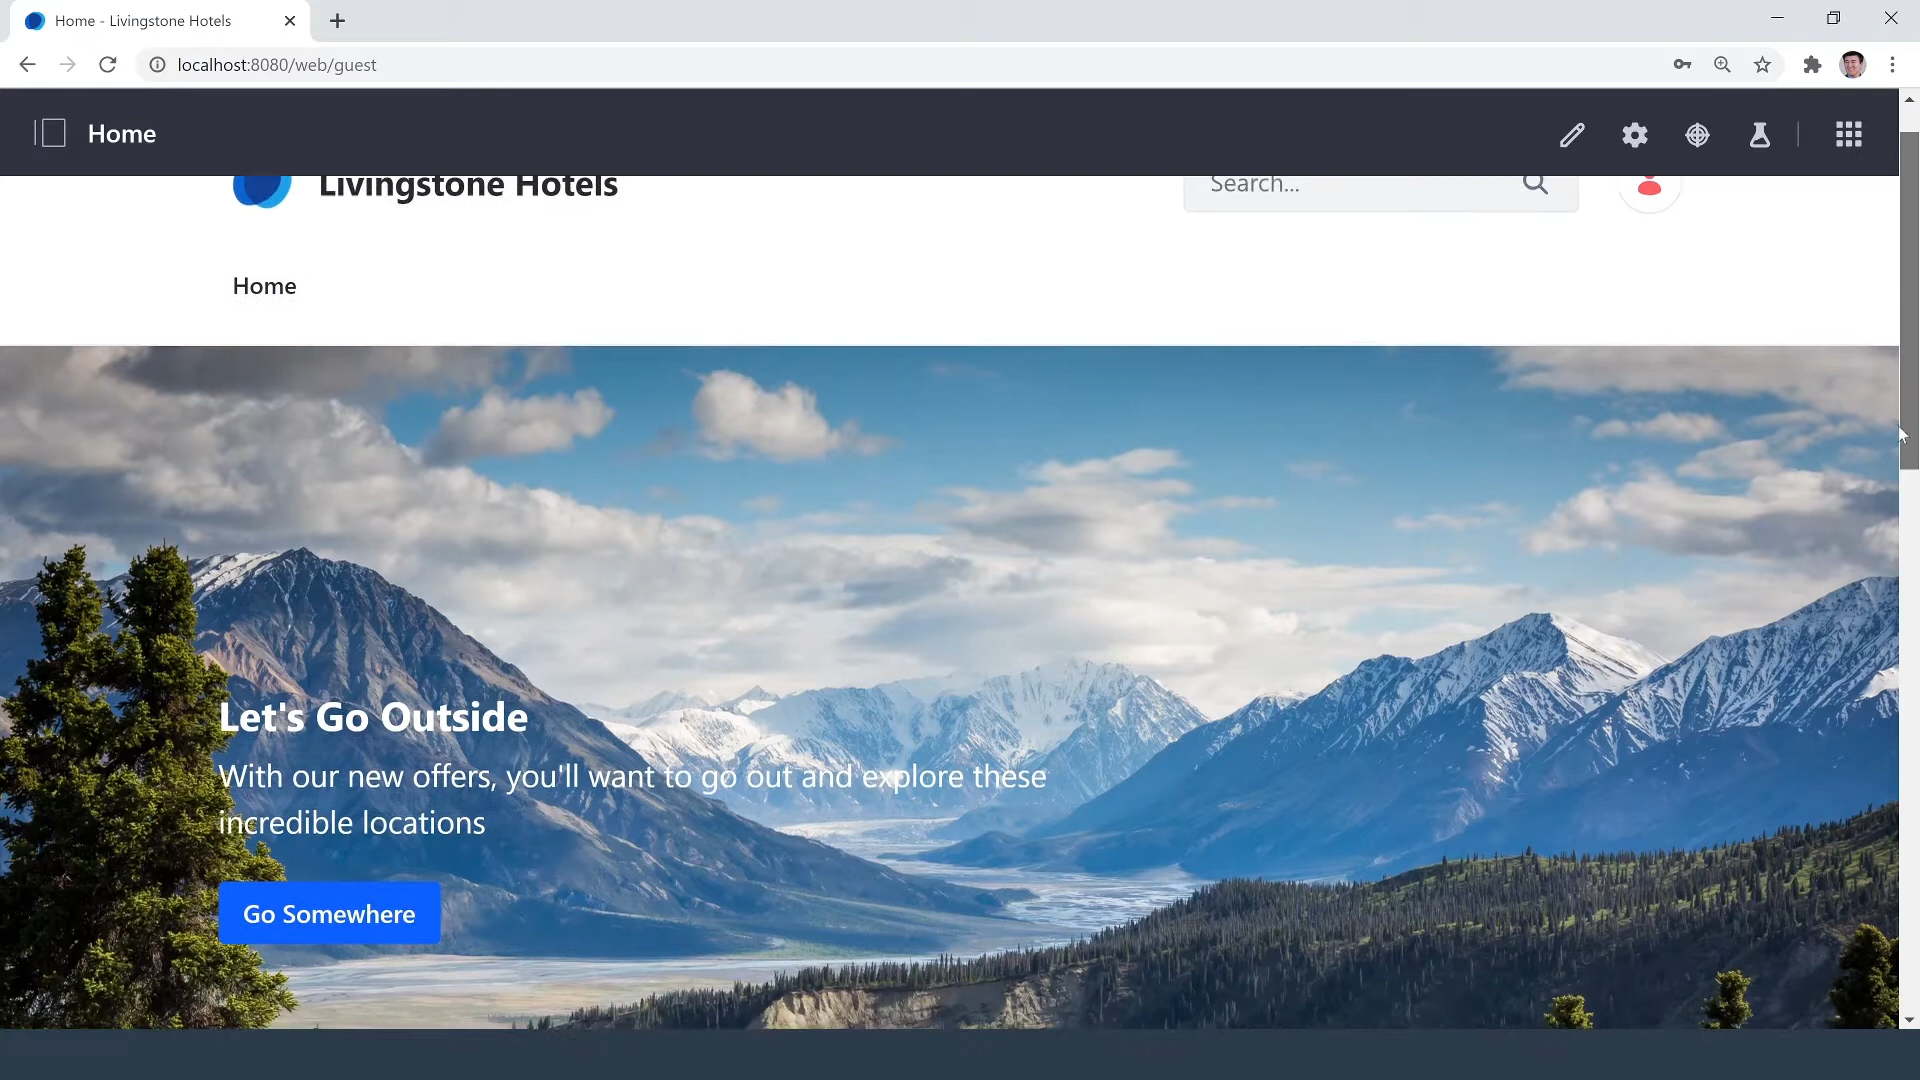 Home - Livingstone Hotels
localhost:8080/web/guest
Home
Livingstone Hotels
Search...
Home
Let's Go Outside
With our new offers, you'll want to go out and explore these
incredible locations
Go Somewhere